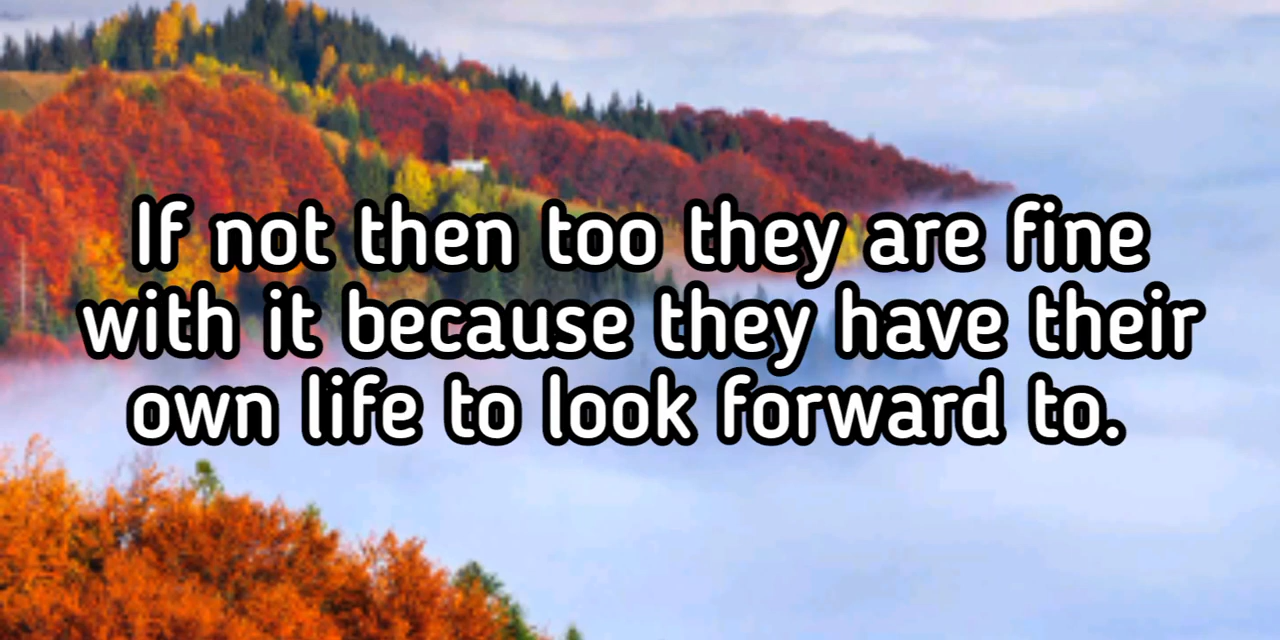 If not then too they are fine
with it because they have their
own life to look forward to.